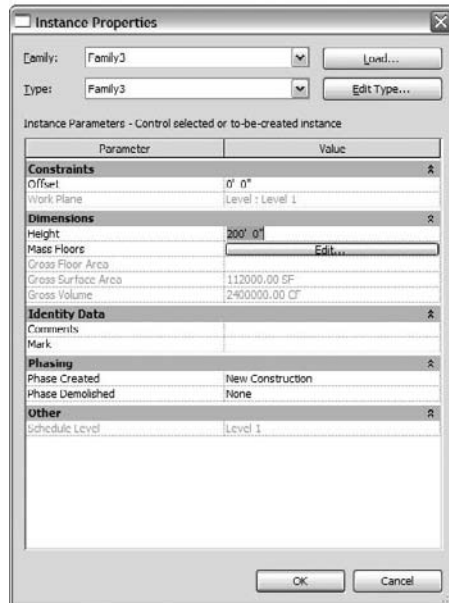 Instance Properties
Family: Family3 Load...
Type: Family3 Edit Type...
Instance Parameters - Control selected or to-be-created instance
Parameter Value
Constraints
Offset 0' 0"
Work Plane Level : Level 1
Dimensions
Height 200' 0"
Mass Floors Edit...
Gross Floor Area
Gross Surface Area 112000.00 SF
Gross Volume 2400000.00 CF
Identity Data
Comments
Mark
Phasing
Phase Created New Construction
Phase Demolished None
Other
Schedule Level Level 1
OK Cancel